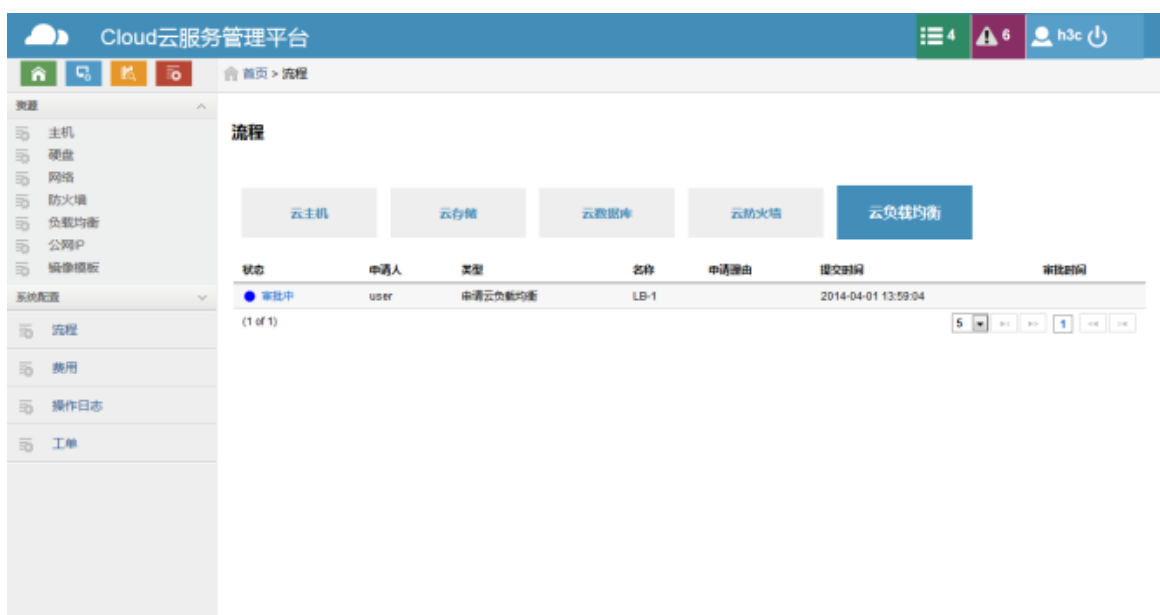 Cloud云服务管理平台
4
6
h3c
首页 > 流程
资源
主机
硬盘
网络
防火墙
负载均衡
公网IP
镜像模板
系统配置
流程
费用
操作日志
工单
流程
云主机 云存储 云数据库 云防火墙 云负载均衡
状态 申请人 类型 名称 申请理由 提交时间 审批时间
审批中 user 申请云负载均衡 LB-1 2014-04-01 13:59:04
(1 of 1)
5 1